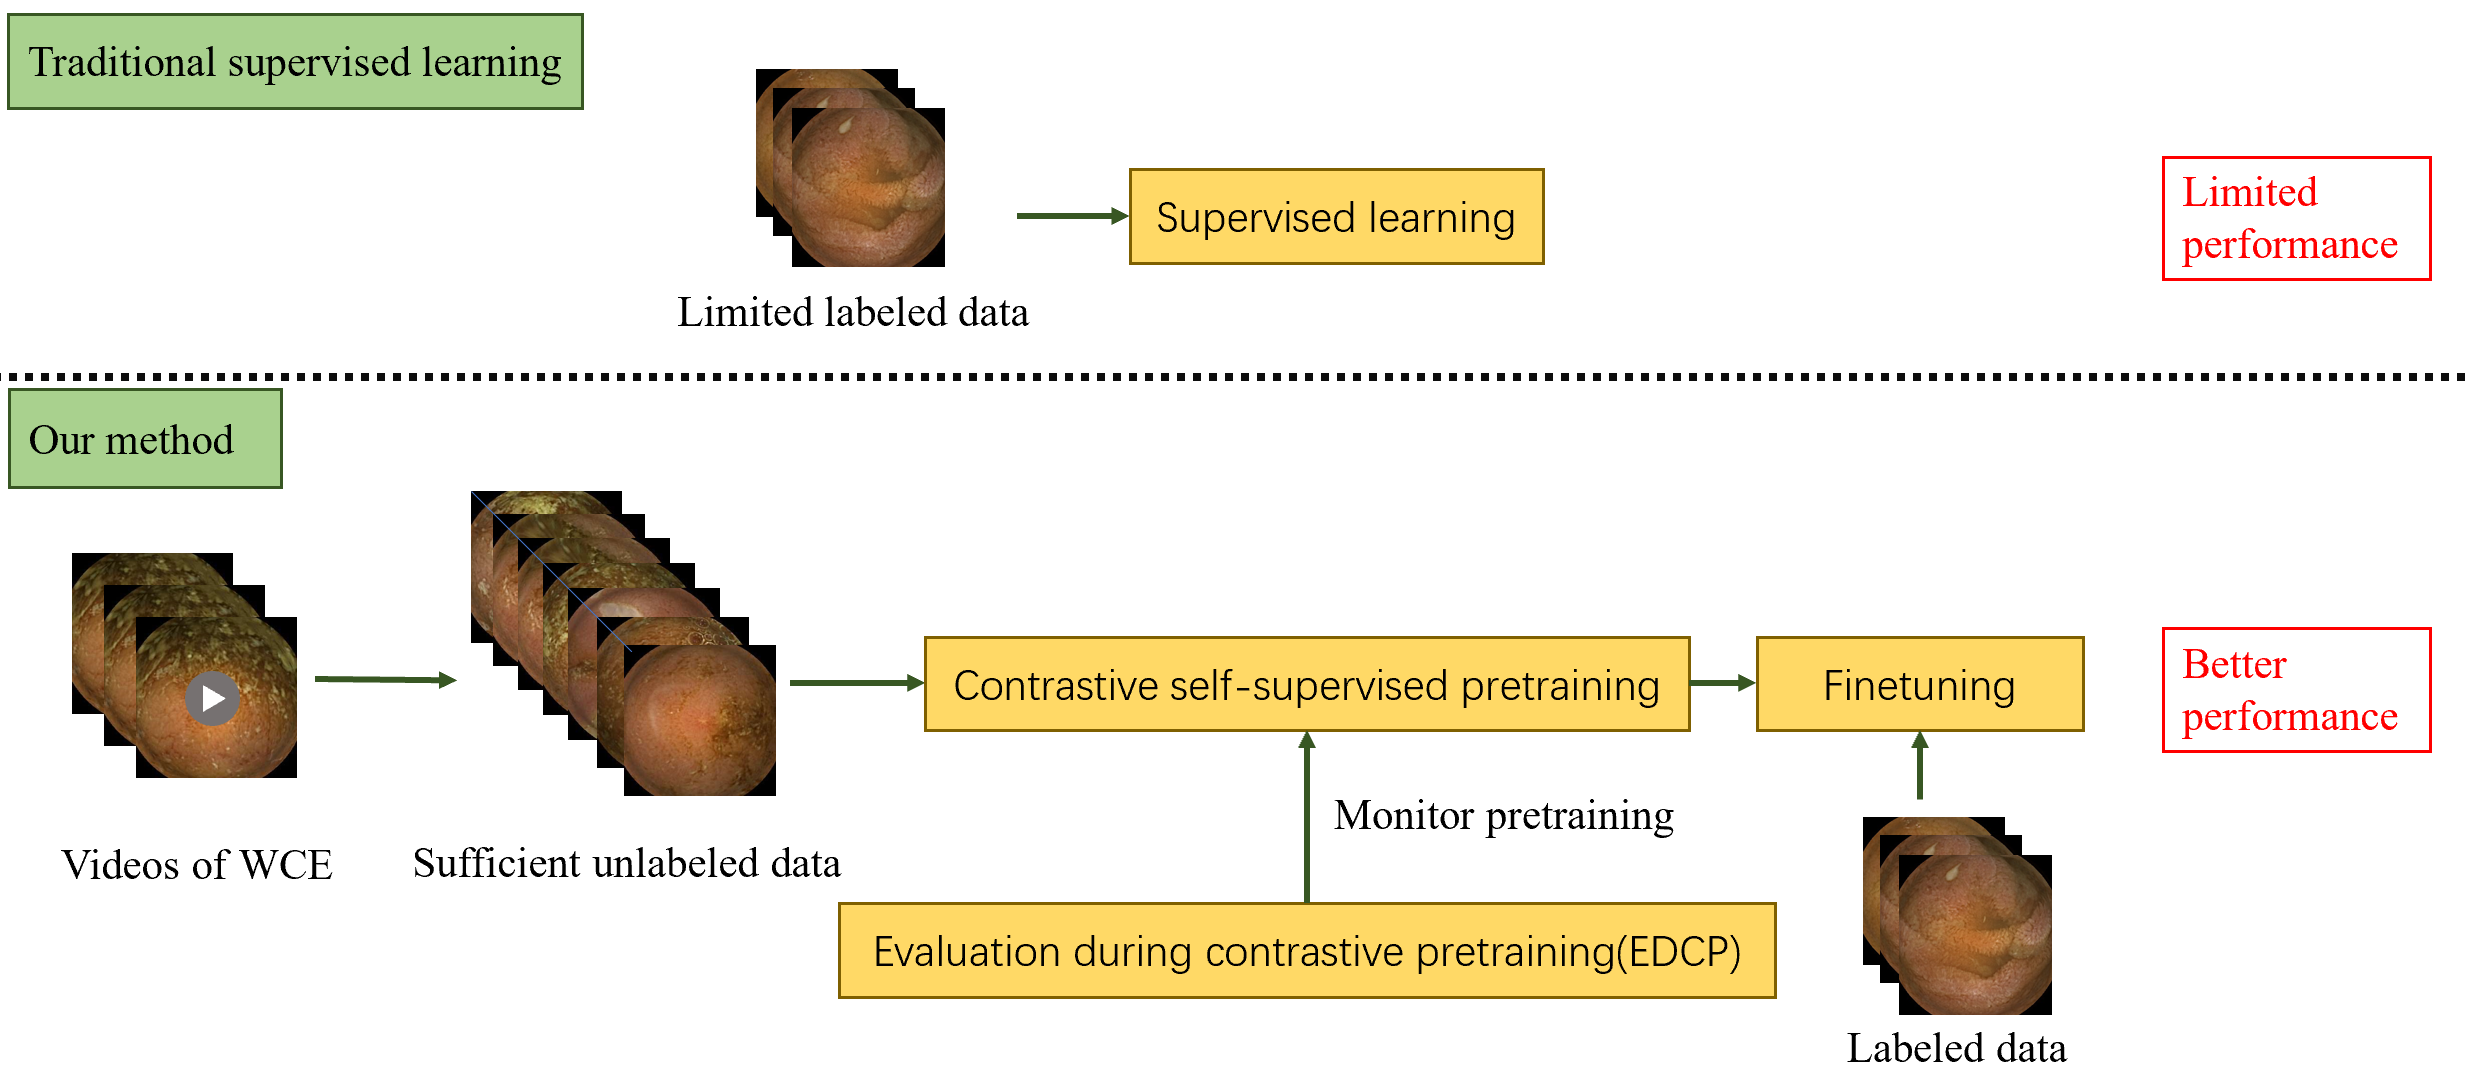 Traditional supervised learning
Supervised learning
Limited
performance
Limited labeled data
Our method
Contrastive self-supervised pretraining
Finetuning
Better
performance
Monitor pretraining
Videos of WCE
Sufficient unlabeled data
Evaluation during contrastive pretraining(EDCP)
Labeled data